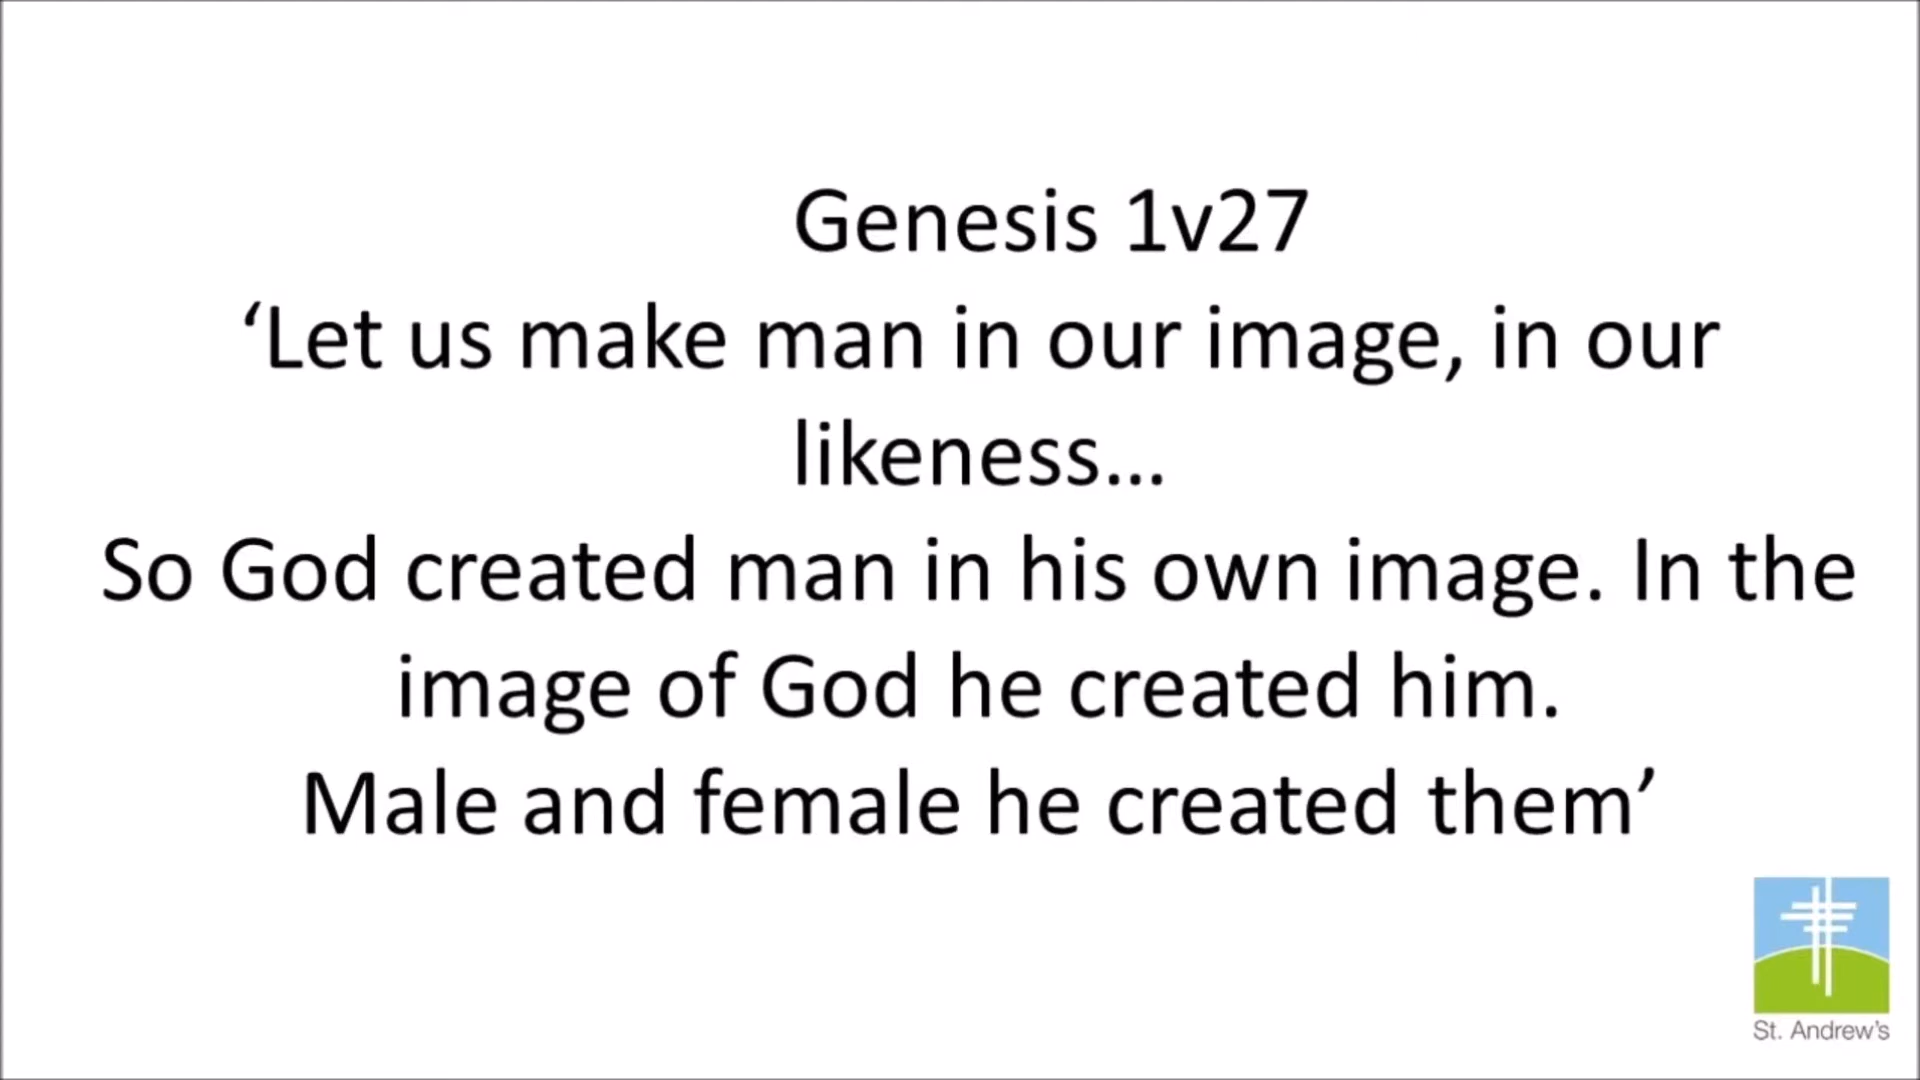 Genesis 1v27
‘Let us make man in our image, in our
likeness...
So God created man in his own image. In the
image of God he created him.
Male and female he created them’
St. Andrew's